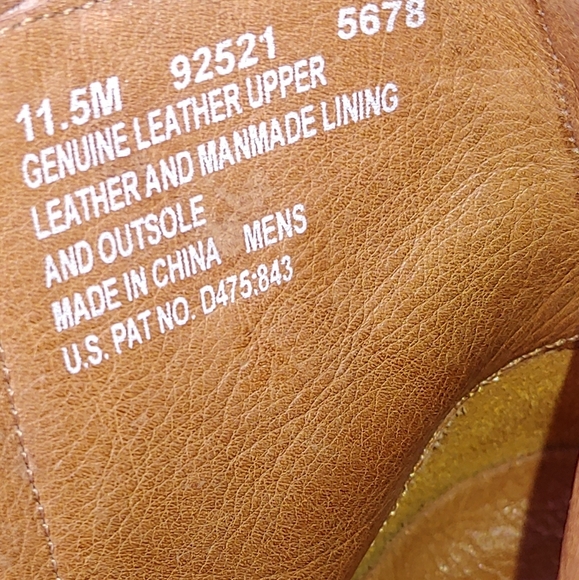 11.5M 92521 5678
GENUINE LEATHER UPPER
LEATHER AND MANMADE LINING
AND OUTSOLE
MADE IN CHINA MENS
U.S. PAT NO. D475:843